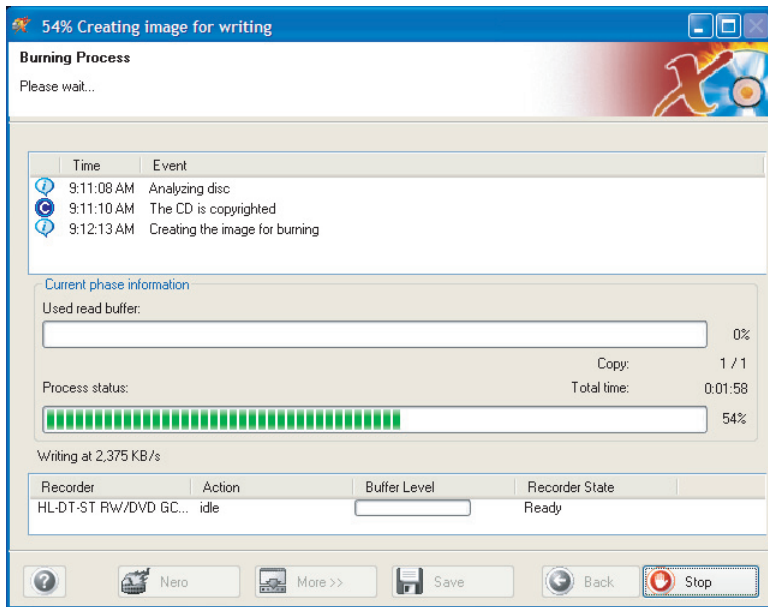 54% Creating image for writing
Burning Process
Please wait...
Time Event
9:11:08 AM Analyzing disc
9:11:10 AM The CD is copyrighted
9:12:13 AM Creating the image for burning
Current phase information
Used read buffer:
0%
Copy: 1 / 1
Process status: Total time: 0:01:58
54%
Writing at 2,375 KB/s
Recorder Action Buffer Level Recorder State
HL-DT-ST RW/DVD GC... idle Ready
Nero More >> Save Back Stop